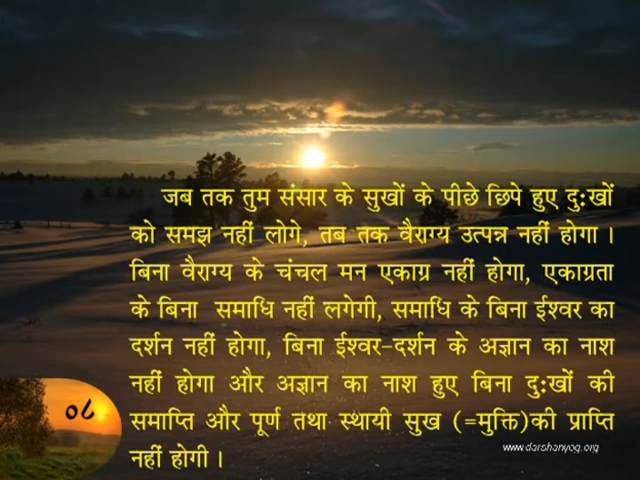 जब तक तुम संसार के सुखों के पीछे छिपे हुए दुःखों
को समझ नहीं लोगे, तब तक वैराग्य उत्पन्न नहीं होगा ।
बिना वैराग्य के चंचल मन एकाग्र नहीं होगा, एकाग्रता
के बिना समाधि नहीं लगेगी, समाधि के बिना ईश्वर का
दर्शन नहीं होगा, बिना ईश्वर-दर्शन के अज्ञान का नाश
नहीं होगा और अज्ञान का नाश हुए बिना दुःखों की
समाप्ति और पूर्ण तथा स्थायी सुख (=मुक्ति)की प्राप्ति
नहीं होगी ।
०८
www.darshanyog.org